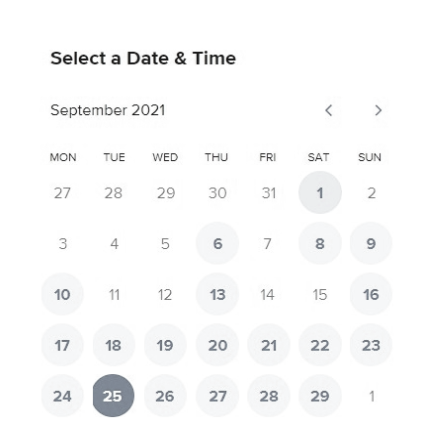 Select a Date & Time
September 2021
MON TUE WED THU FRI SAT SUN
27 28 29 30 31 1 2
3 4 5 6 7 8 9
10 11 12 13 14 15 16
17 18 19 20 21 22 23
24 25 26 27 28 29 1